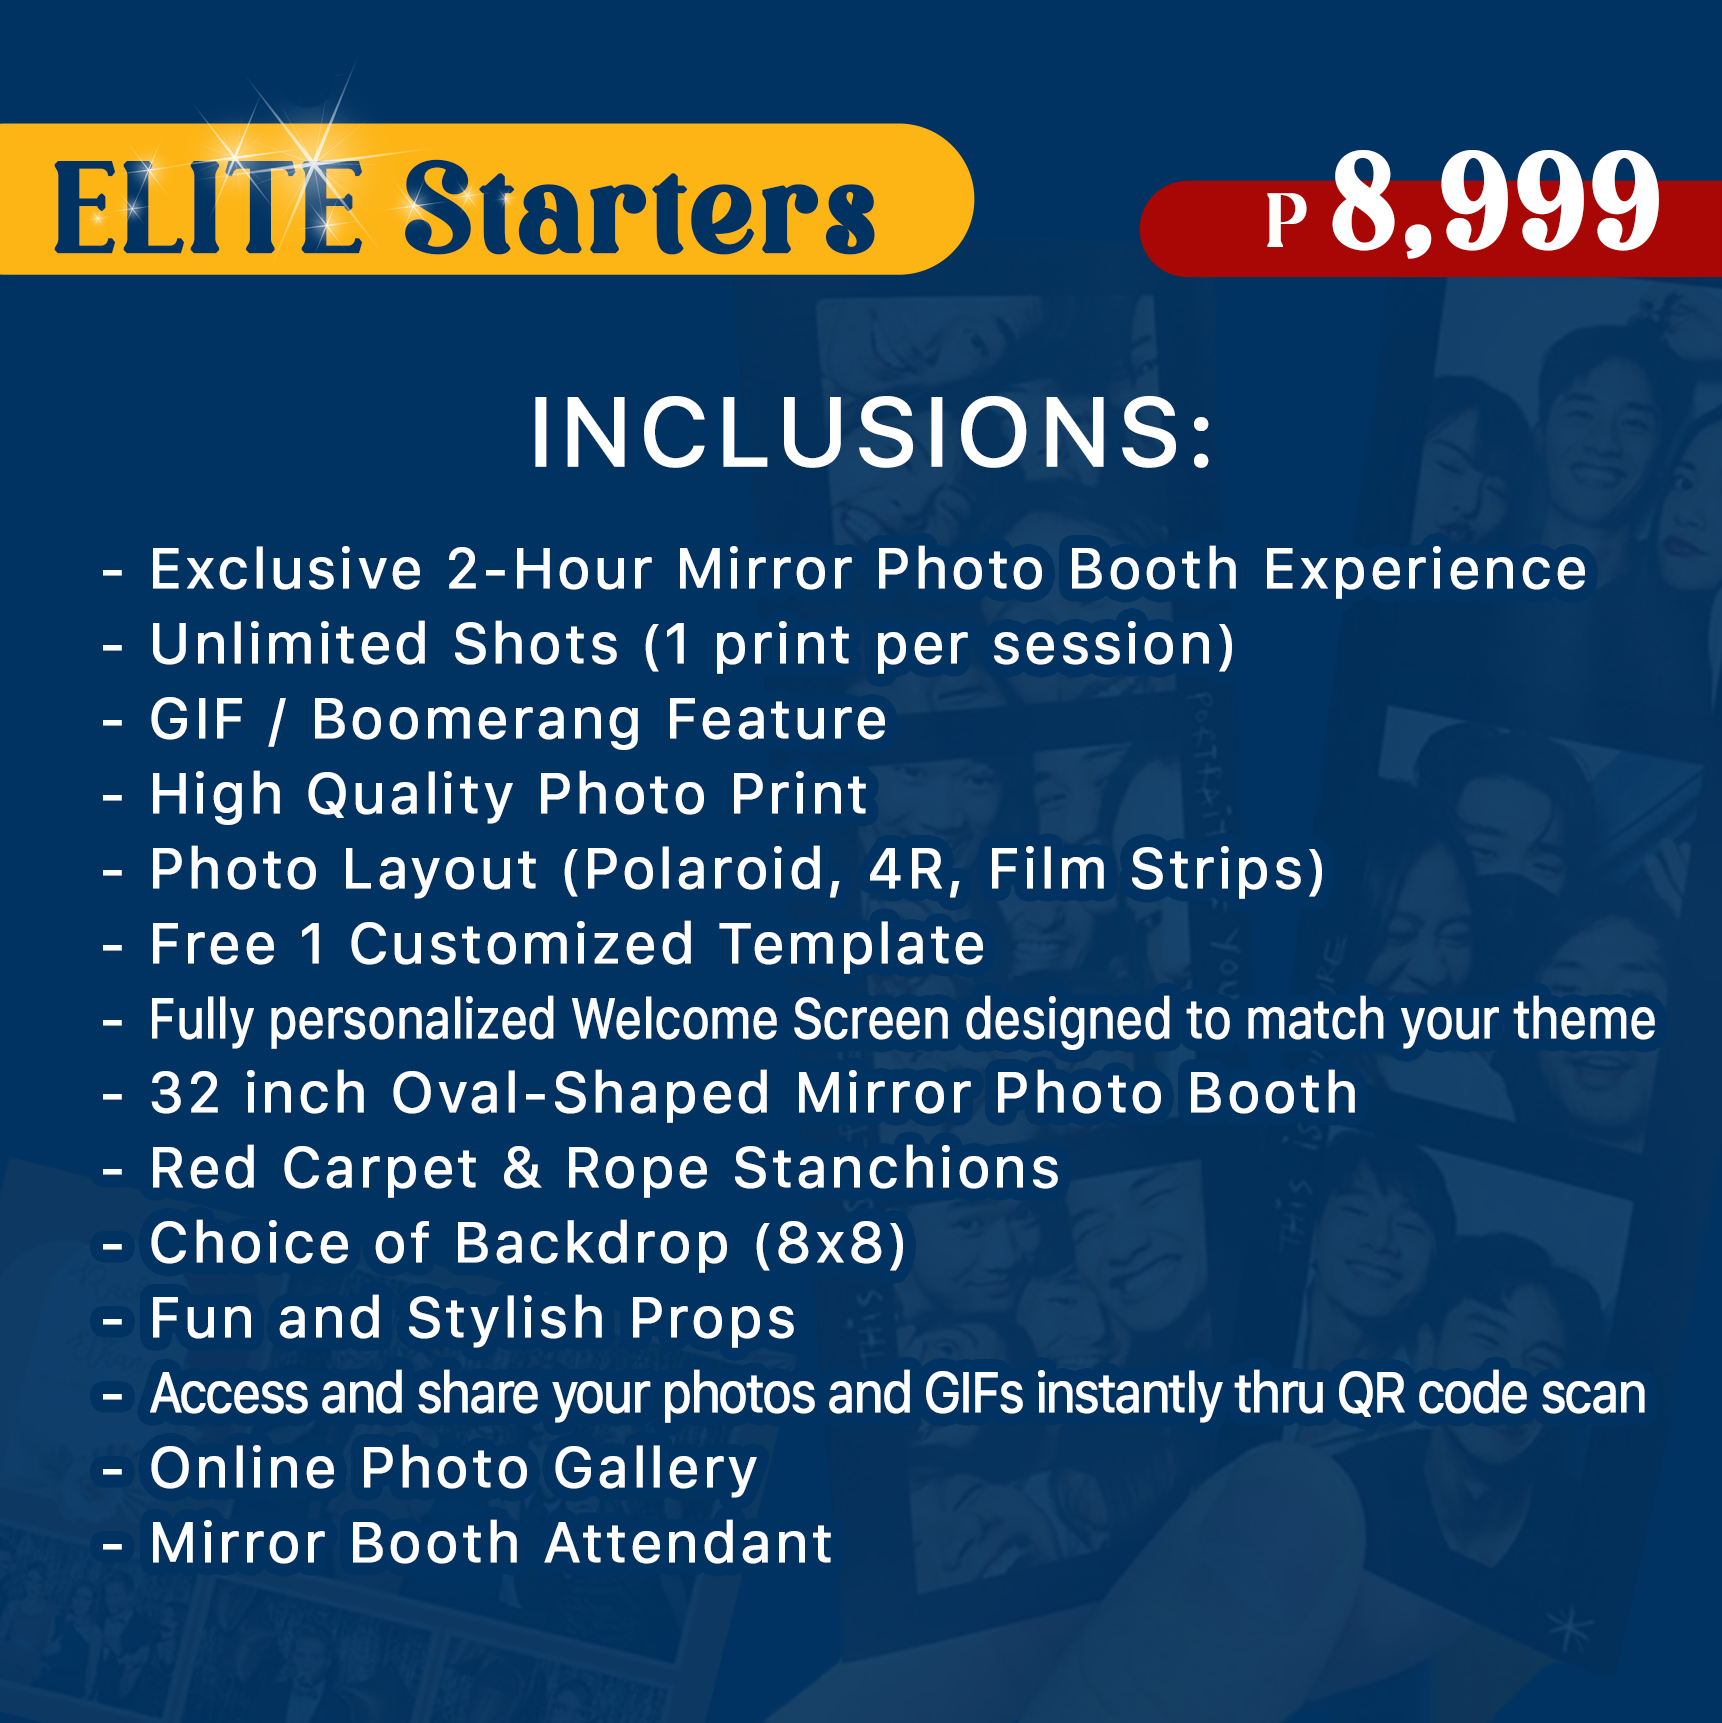 ELITE Starters
P 8,999
INCLUSIONS:
- Exclusive 2-Hour Mirror Photo Booth Experience
- Unlimited Shots (1 print per session)
- GIF / Boomerang Feature
- High Quality Photo Print
- Photo Layout (Polaroid, 4R, Film Strips)
- Free 1 Customized Template
- Fully personalized Welcome Screen designed to match your theme
- 32 inch Oval-Shaped Mirror Photo Booth
- Red Carpet & Rope Stanchions
- Choice of Backdrop (8x8)
- Fun and Stylish Props
- Access and share your photos and GIFs instantly thru QR code scan
- Online Photo Gallery
- Mirror Booth Attendant